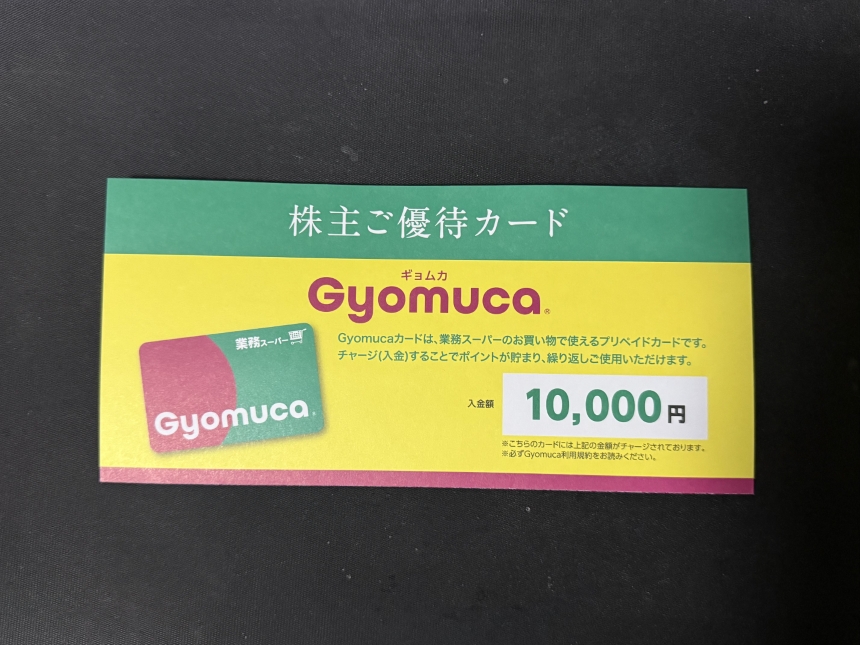 株主ご優待カード
ギョムカ
Gyomuca®
Gyomucaカードは、業務スーパーのお買い物で使えるプリペイドカードです。
チャージ(入金)することでポイントが貯まり、繰り返しご使用いただけます。
業務スーパー
Gyomuca®
入金額 10,000円
※こちらのカードには上記の金額がチャージされております。
※必ずGyomuca利用規約をお読みください。